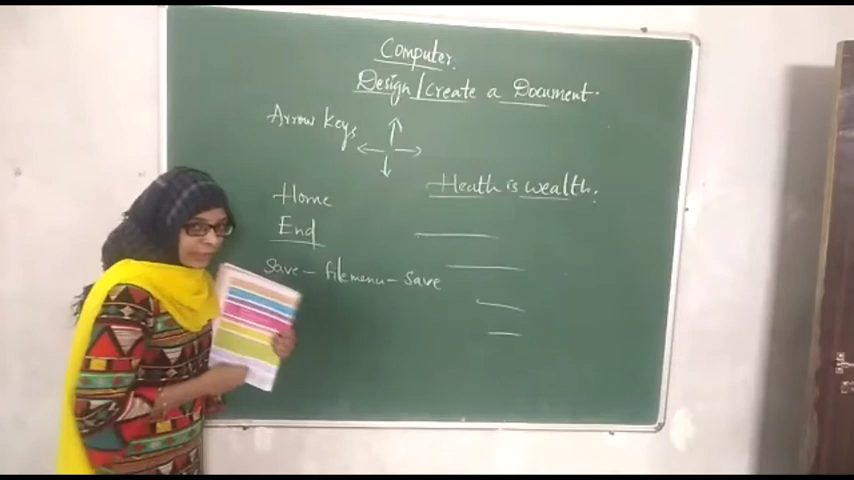 Computer.
Design/create a Document.
Arrow keys
Heath is wealth.
Home
End
Save - file menu - save